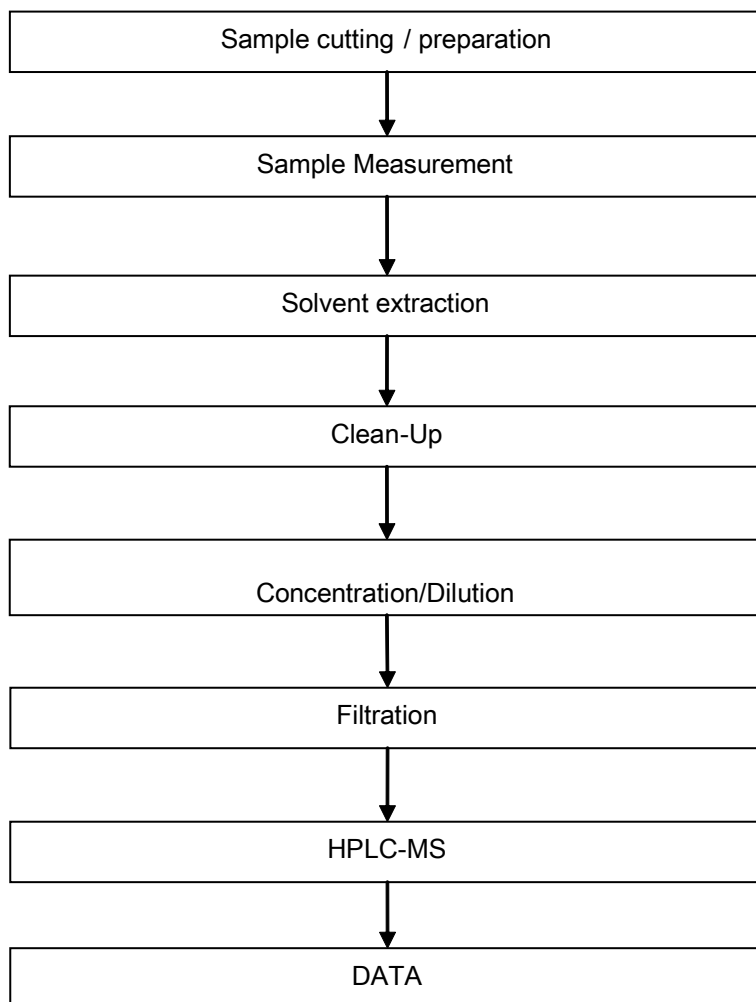 Sample cutting / preparation
Sample Measurement
Solvent extraction
Clean-Up
Concentration/Dilution
Filtration
HPLC-MS
DATA